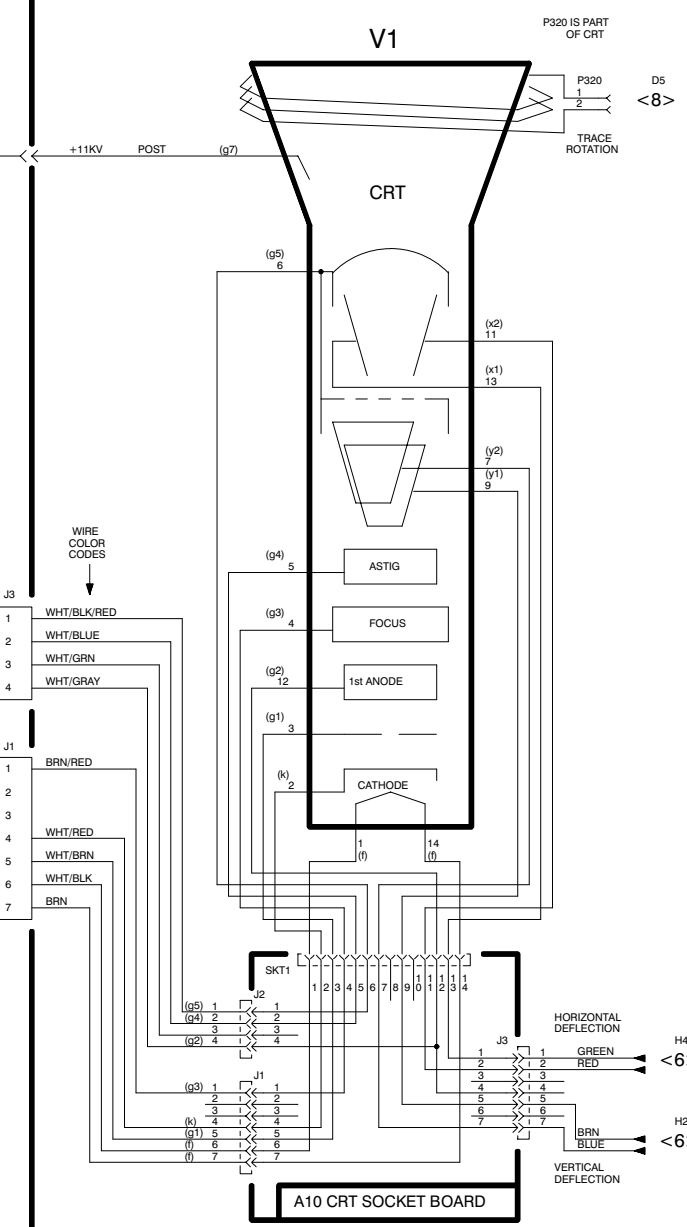 V1
P320 IS PART
OF CRT
P320
1
2
D5
<8>
TRACE
ROTATION
+11KV
POST
(g7)
CRT
(g5)
6
(x2)
11
(x1)
13
(y2)
7
(y1)
9
WIRE
COLOR
CODES
(g4)
5
ASTIG
(g3)
4
FOCUS
(g2)
12
1st ANODE
(g1)
3
(k)
2
CATHODE
1
(f)
14
(f)
J3
1 WHT/BLK/RED
2 WHT/BLUE
3 WHT/GRN
4 WHT/GRAY
J1
1 BRN/RED
2
3
4 WHT/RED
5 WHT/BRN
6 WHT/BLK
7 BRN
SKT1
1 2 3 4 5 6 7 8 9 10 11 12 13 14
J2
(g5) 1 1
(g4) 2 2
3 3
(g2) 4 4
J1
(g3) 1 1
2 2
3 3
(k) 4 4
(g1) 5 5
(f) 6 6
(f) 7 7
J3
1 1
2 2
3 3
4 4
5 5
6 6
7 7
HORIZONTAL
DEFLECTION
GREEN
RED
H4
<6
BRN
BLUE
H2
<6
VERTICAL
DEFLECTION
A10 CRT SOCKET BOARD